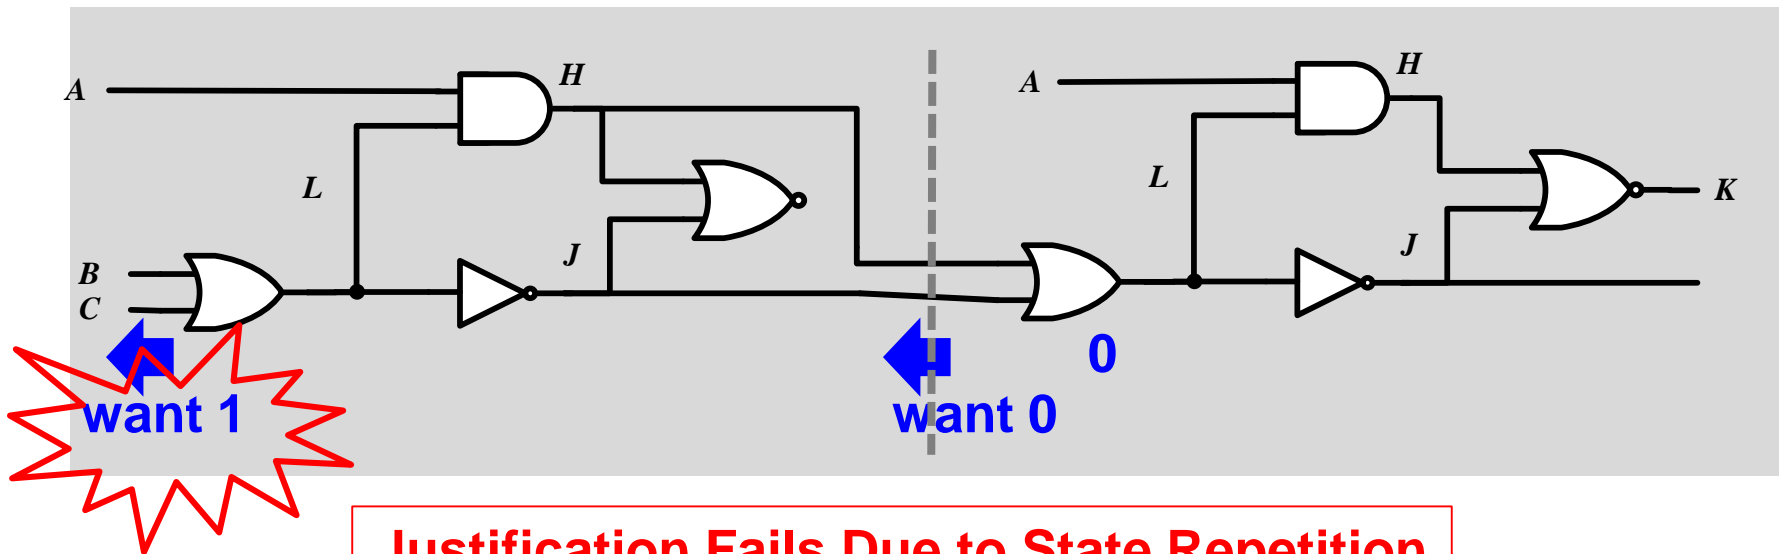 A
H
A
H
L
L
K
B
J
J
C
0
want 1
want 0
Justification Fails Due to State Repetition